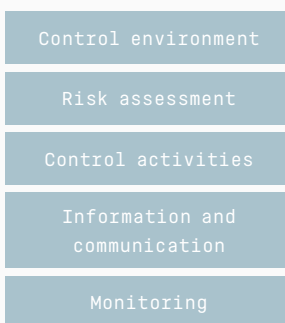 Control environment
Risk assessment
Control activities
Information and
communication
Monitoring